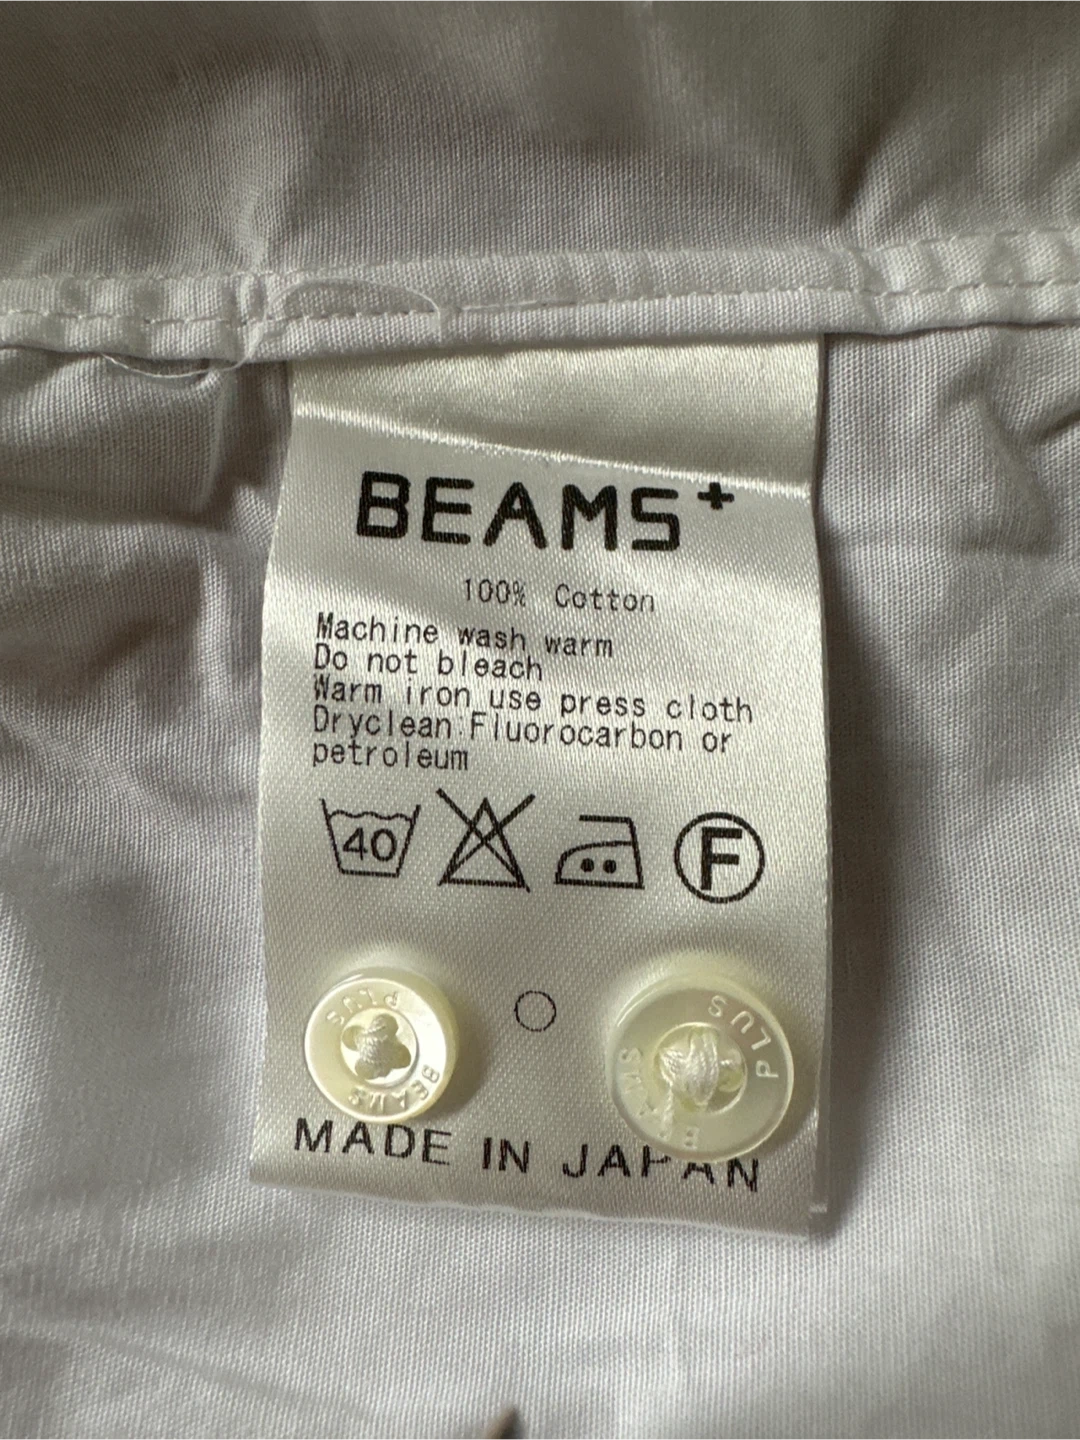 BEAMS+
100% Cotton
Machine wash warm
Do not bleach
Warm iron use press cloth
Dryclean:Fluorocarbon or
petroleum
40
F
BEAMS PLUS
BEAMS PLUS
MADE IN JAPAN